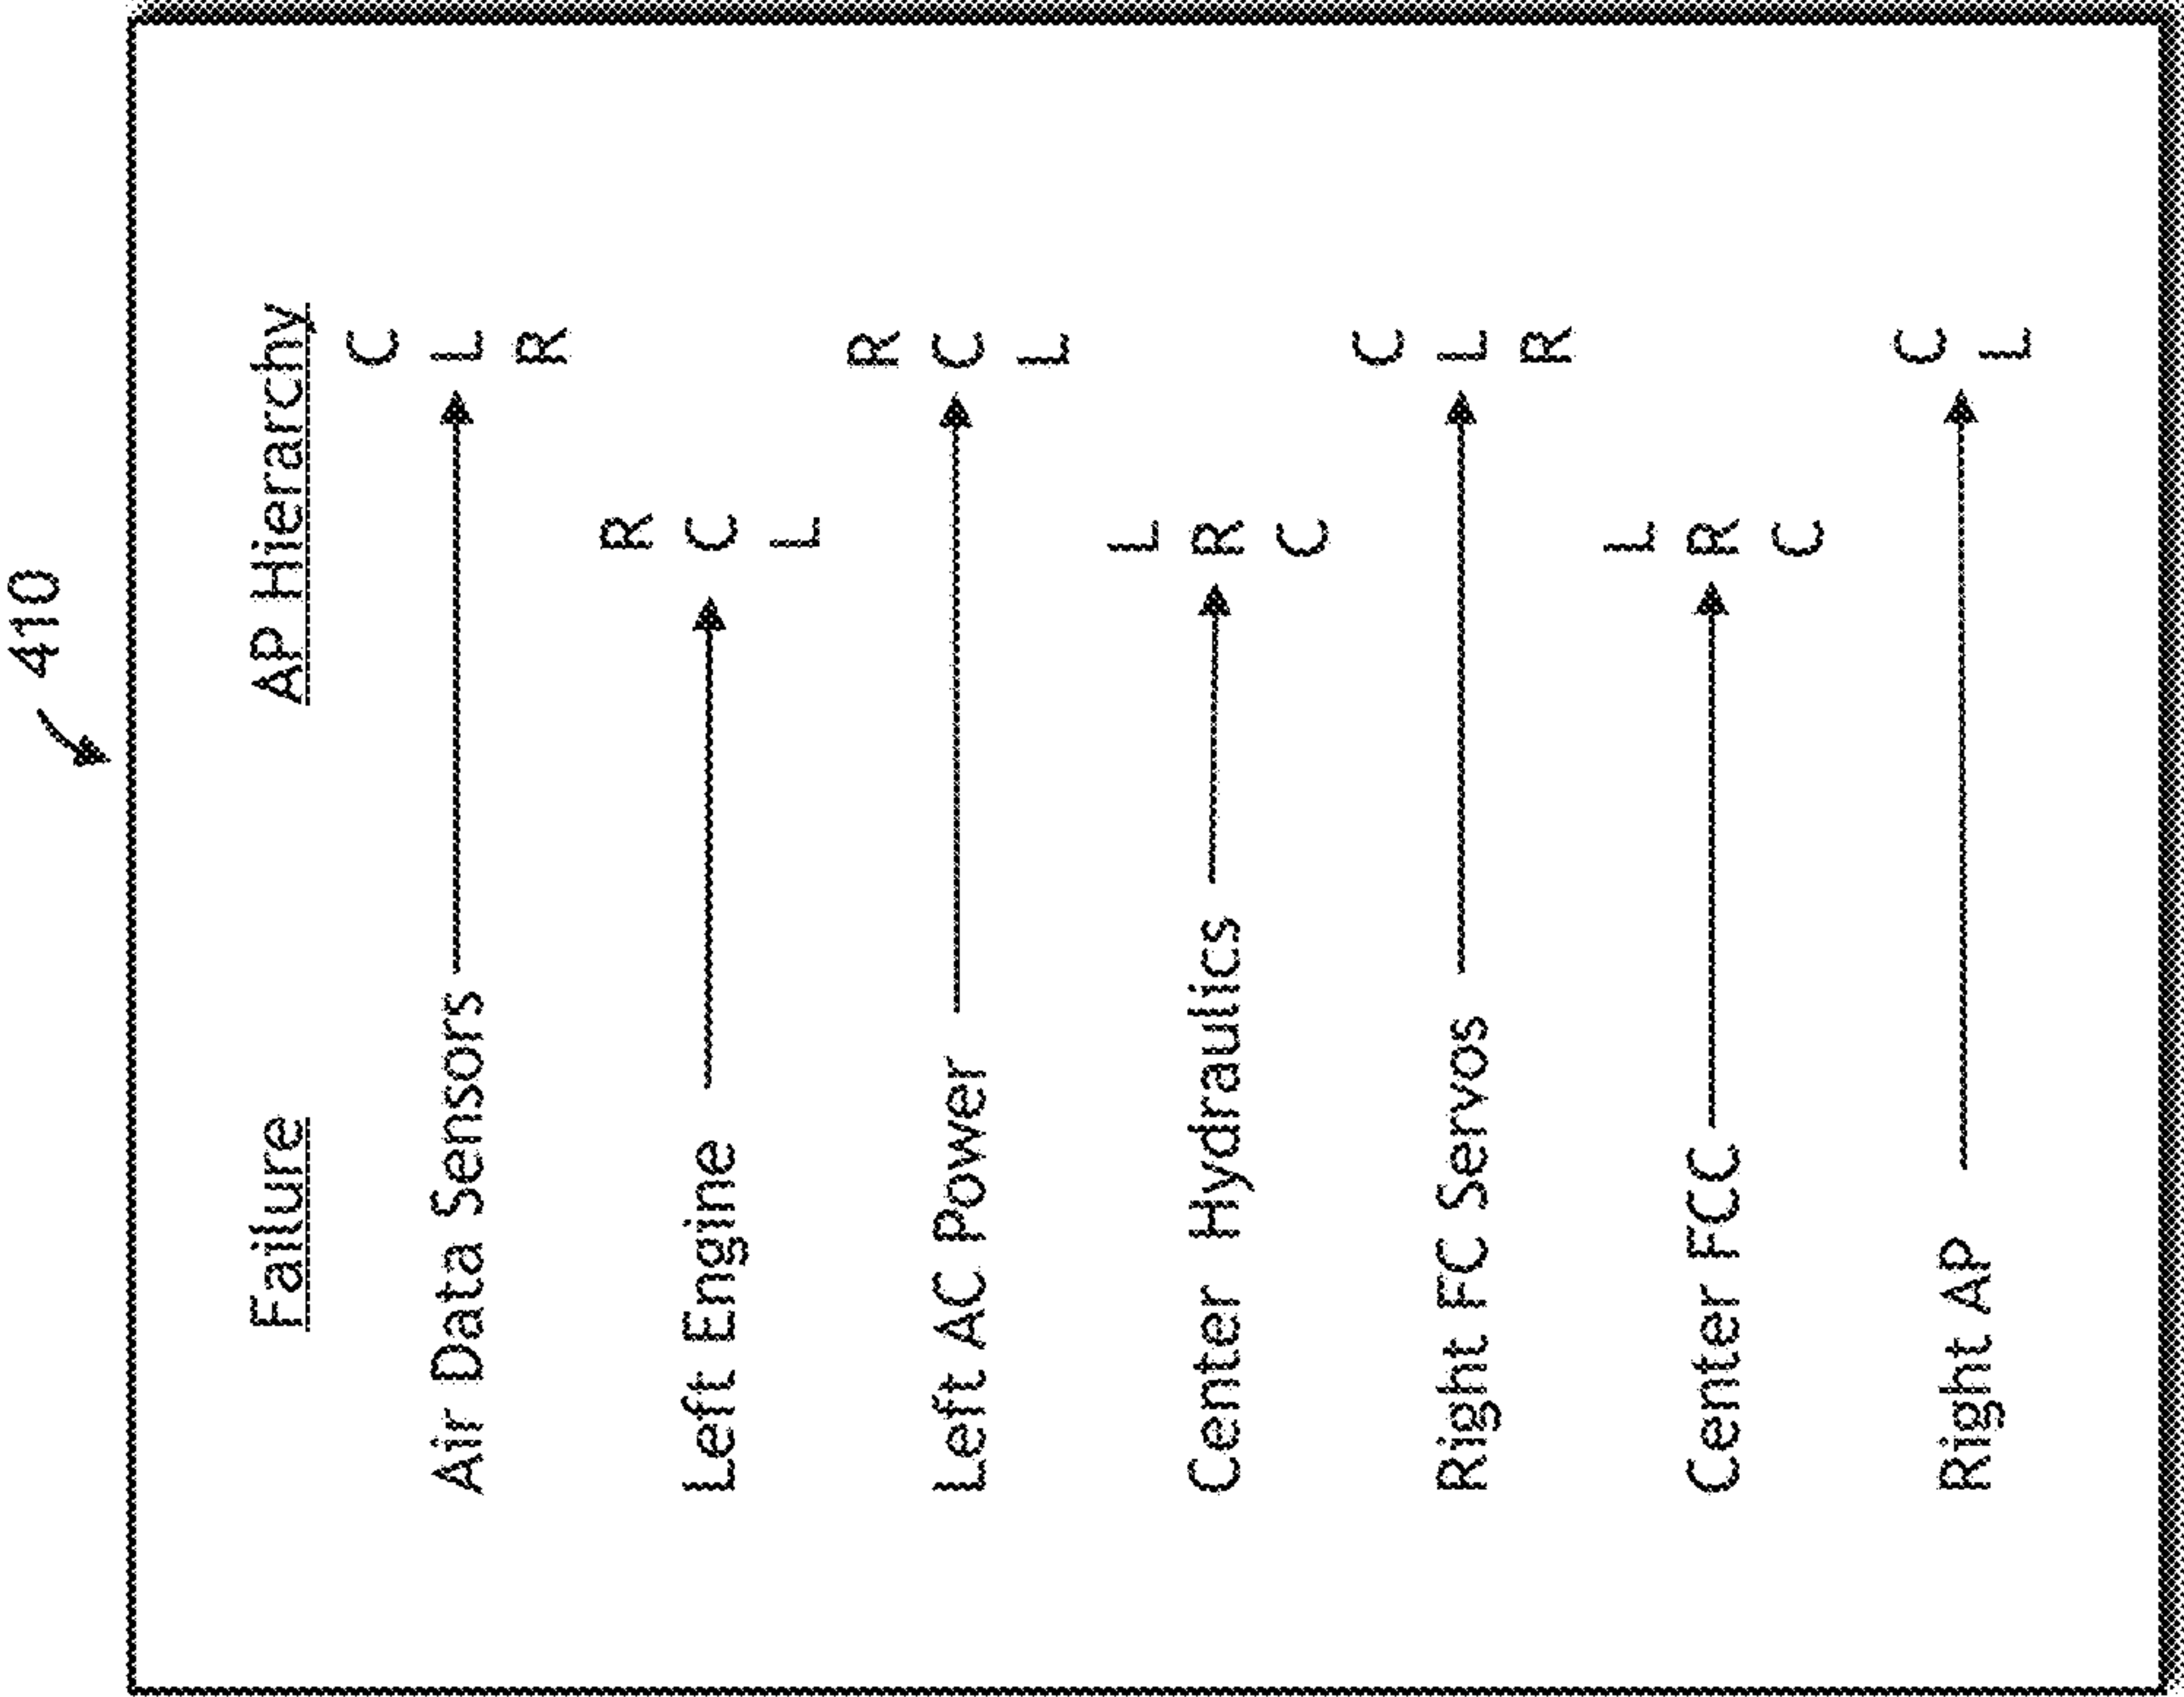 410
Failure AP Hierarchy
C
Air Data Sensors L
R
R
Left Engine C
L
R
Left AC Power C
L
L
Center Hydraulics R
C
C
Right FC Servos L
R
L
Center FCC R
C
C
Right AP
L